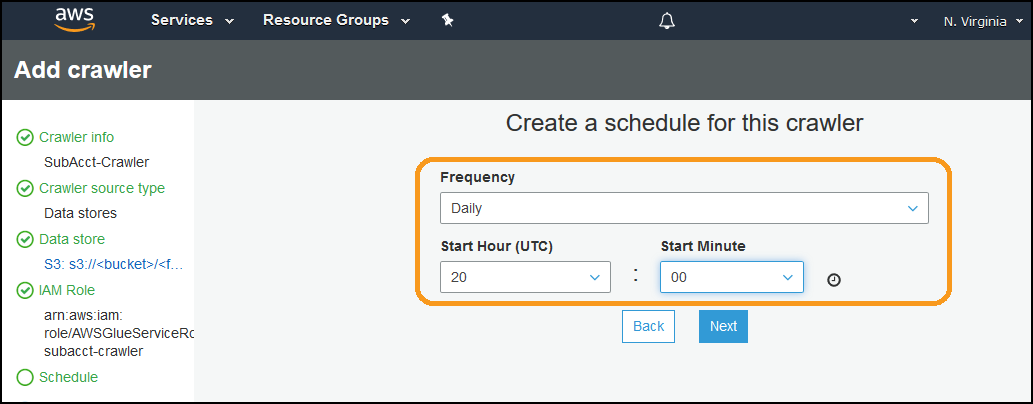 aws Services Resource Groups N. Virginia
Add crawler
Crawler info
SubAcct-Crawler
Crawler source type
Data stores
Data store
S3: s3://<bucket>/<f...
IAM Role
arn:aws:iam:
role/AWSGlueServiceRo
subacct-crawler
Schedule
Create a schedule for this crawler
Frequency
Daily
Start Hour (UTC) Start Minute
20 : 00
Back Next